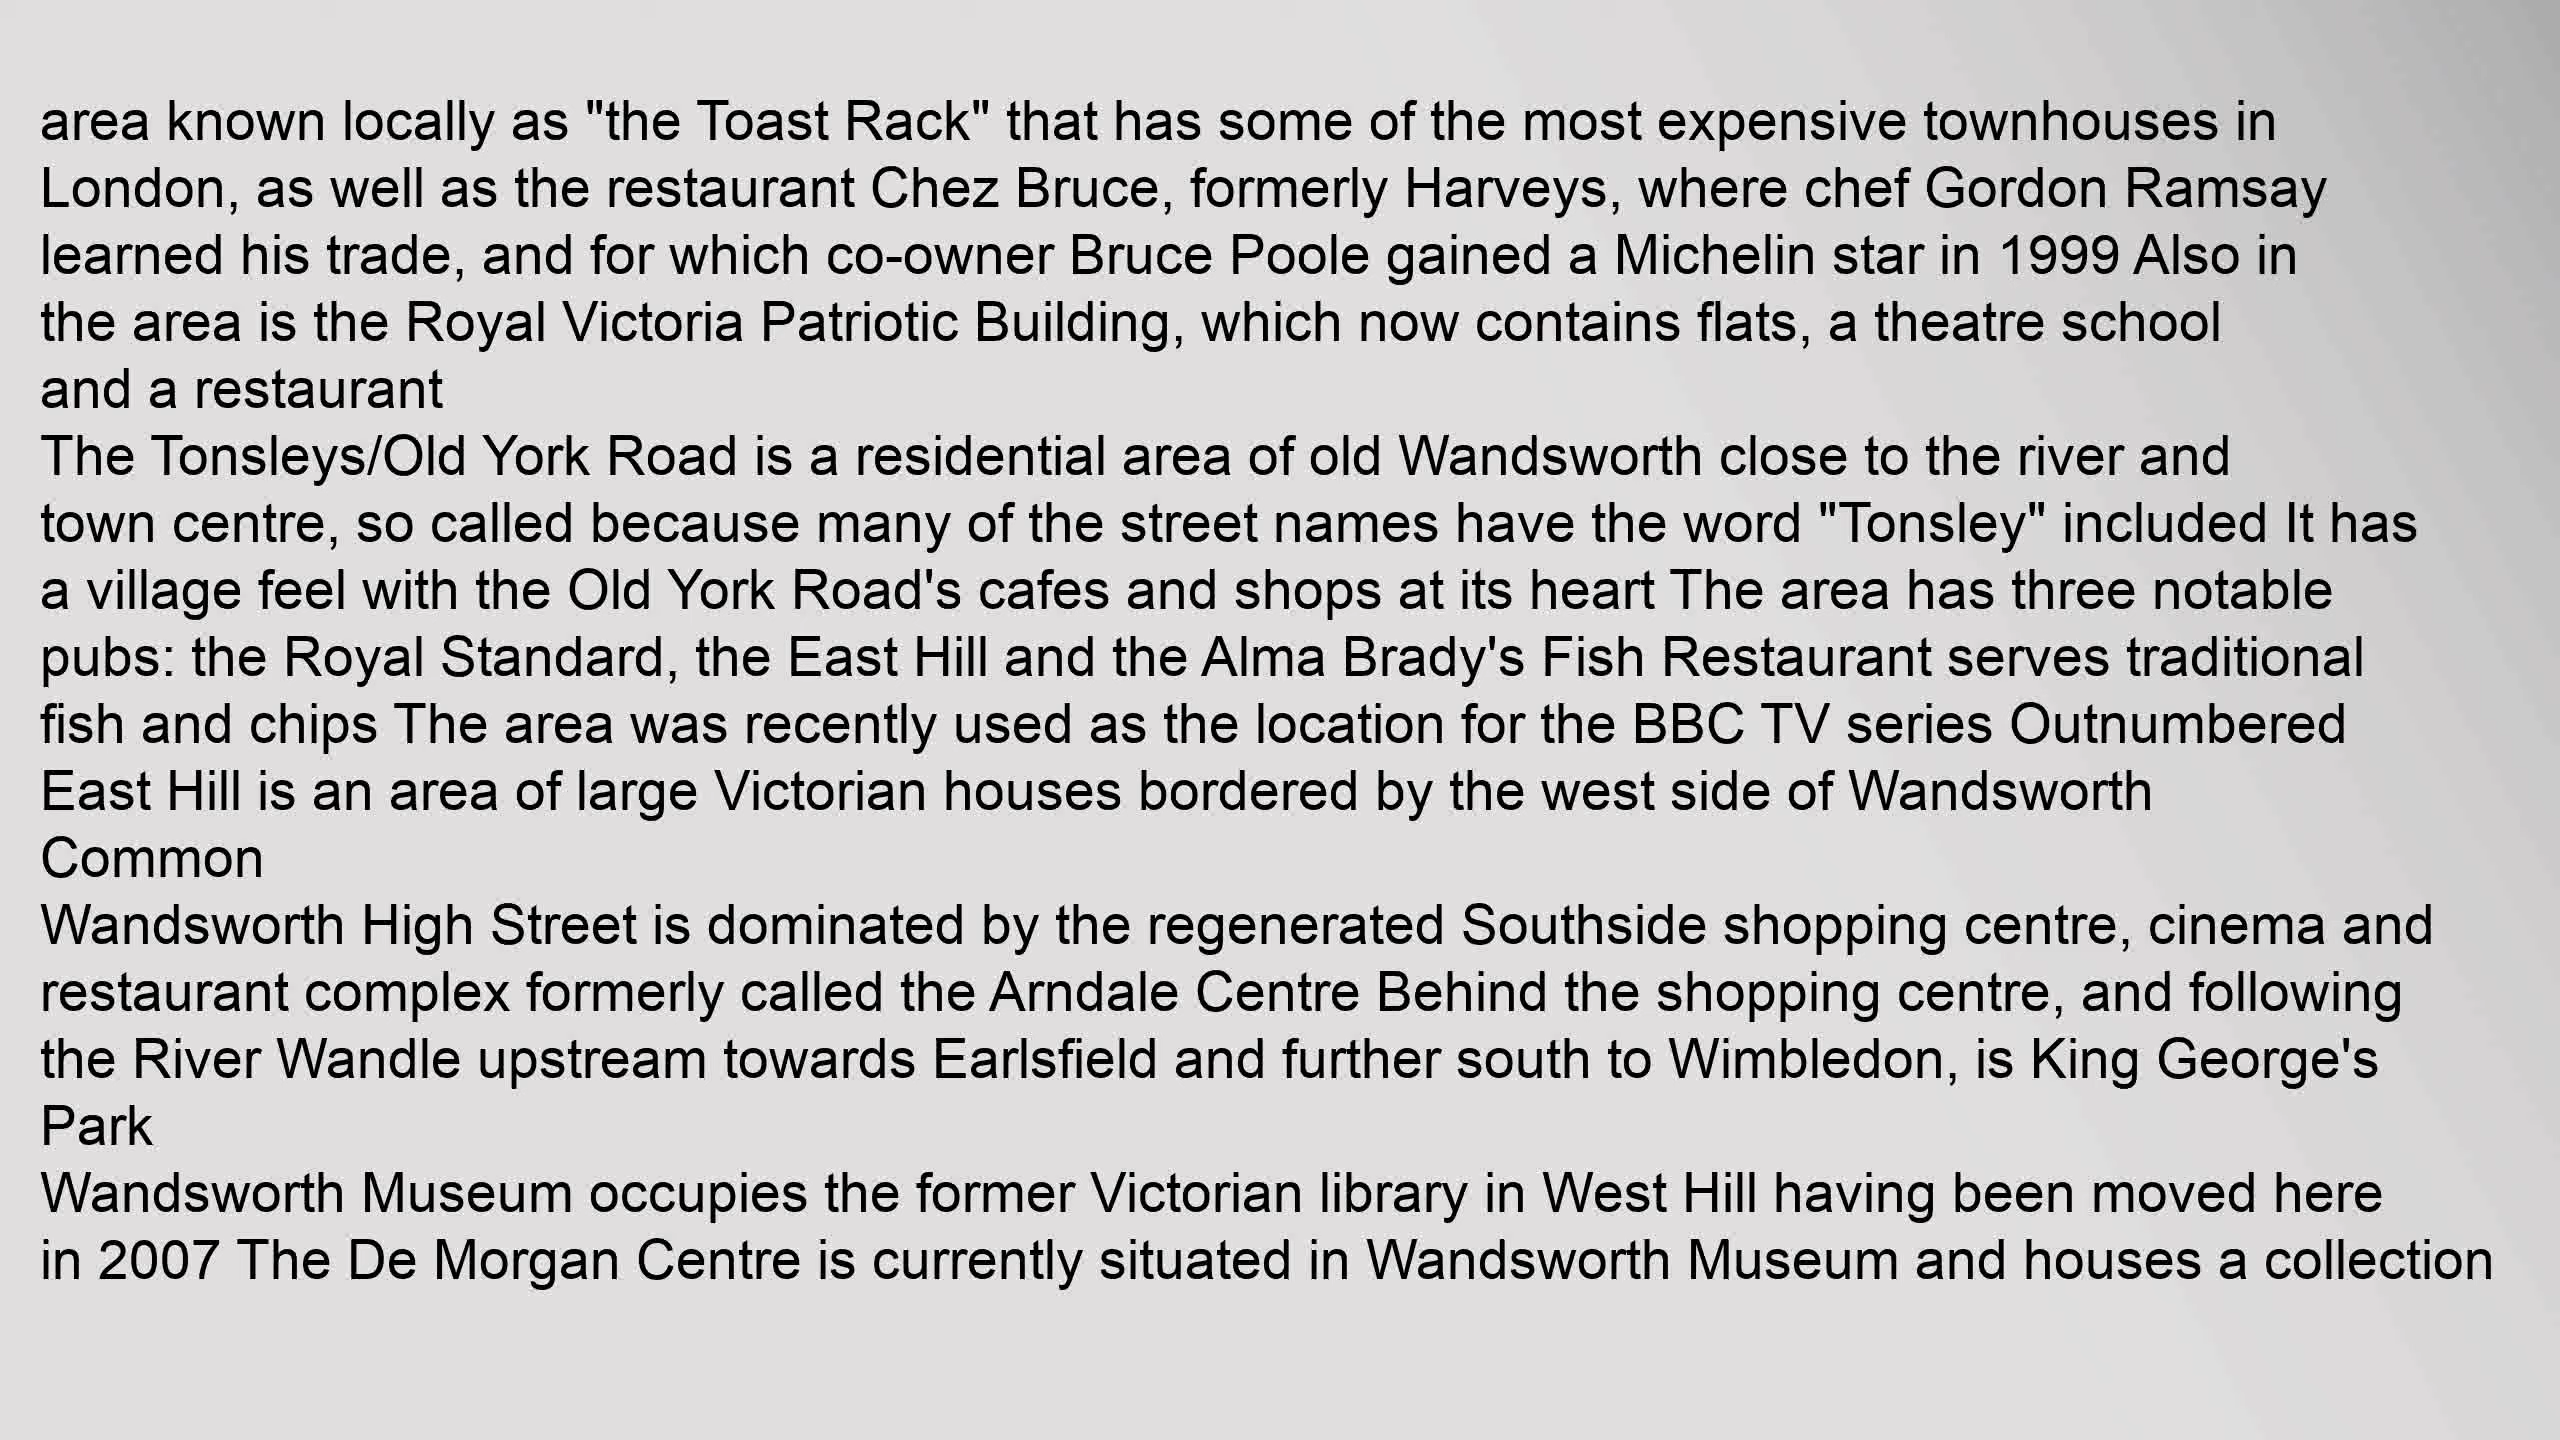 area known locally as "the Toast Rack" that has some of the most expensive townhouses in
London, as well as the restaurant Chez Bruce, formerly Harveys, where chef Gordon Ramsay
learned his trade, and for which co-owner Bruce Poole gained a Michelin star in 1999 Also in
the area is the Royal Victoria Patriotic Building, which now contains flats, a theatre school
and a restaurant
The Tonsleys/Old York Road is a residential area of old Wandsworth close to the river and
town centre, so called because many of the street names have the word "Tonsley" included It has
a village feel with the Old York Road's cafes and shops at its heart The area has three notable
pubs: the Royal Standard, the East Hill and the Alma Brady's Fish Restaurant serves traditional
fish and chips The area was recently used as the location for the BBC TV series Outnumbered
East Hill is an area of large Victorian houses bordered by the west side of Wandsworth
Common
Wandsworth High Street is dominated by the regenerated Southside shopping centre, cinema and
restaurant complex formerly called the Arndale Centre Behind the shopping centre, and following
the River Wandle upstream towards Earlsfield and further south to Wimbledon, is King George's
Park
Wandsworth Museum occupies the former Victorian library in West Hill having been moved here
in 2007 The De Morgan Centre is currently situated in Wandsworth Museum and houses a collection